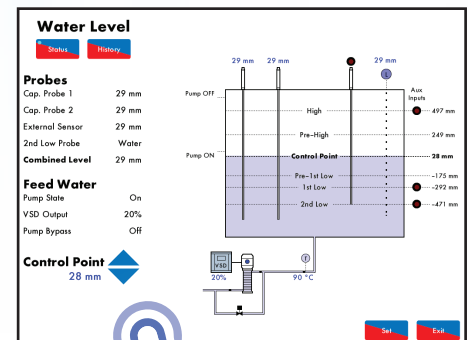 Water Level
Status
History
Probes
Cap. Probe 1 29 mm
Cap. Probe 2 29 mm
External Sensor 29 mm
2nd Low Probe Water
Combined Level 29 mm
Feed Water
Pump State On
VSD Output 20%
Pump Bypass Off
Control Point
28 mm
29 mm 29 mm 29 mm
L
Pump OFF
Aux
Inputs
High 497 mm
Pre-High 249 mm
Pump ON Control Point 28 mm
Pre-1st Low -175 mm
1st Low -292 mm
2nd Low -471 mm
VSD
T
20% 90 °C
Set
Exit